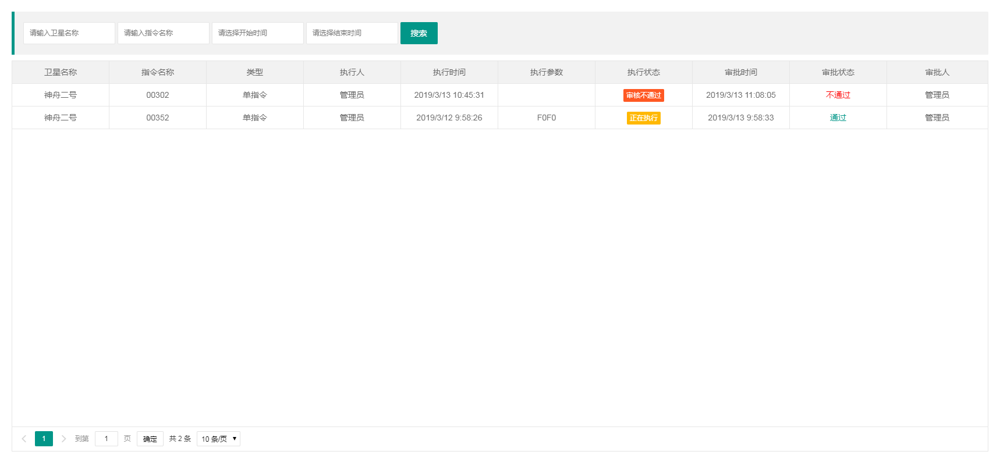 请输入卫星名称 请输入指令名称 请选择开始时间 请选择结束时间 搜索
卫星名称 指令名称 类型 执行人 执行时间 执行参数 执行状态 审批时间 审批状态 审批人
神舟二号 00302 单指令 管理员 2019/3/13 10:45:31 审核不通过 2019/3/13 11:08:05 不通过 管理员
神舟二号 00352 单指令 管理员 2019/3/12 9:58:26 F0F0 正在执行 2019/3/13 9:58:33 通过 管理员
1 到第 1 页 确定 共 2 条 10 条/页